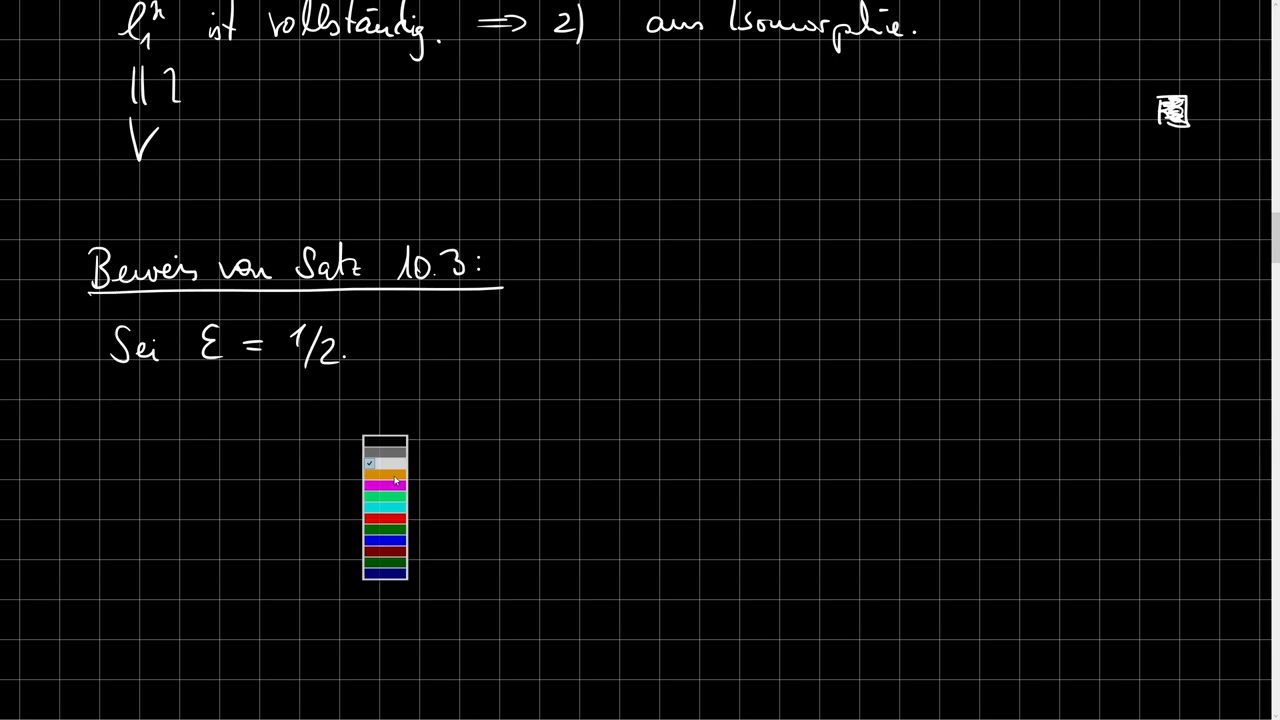 ℓ₁ⁿ ist vollständig. ⟹ 2) aus Isomorphie.
|| ?
V
Beweis von Satz 10.3:
Sei ε = 1/2.